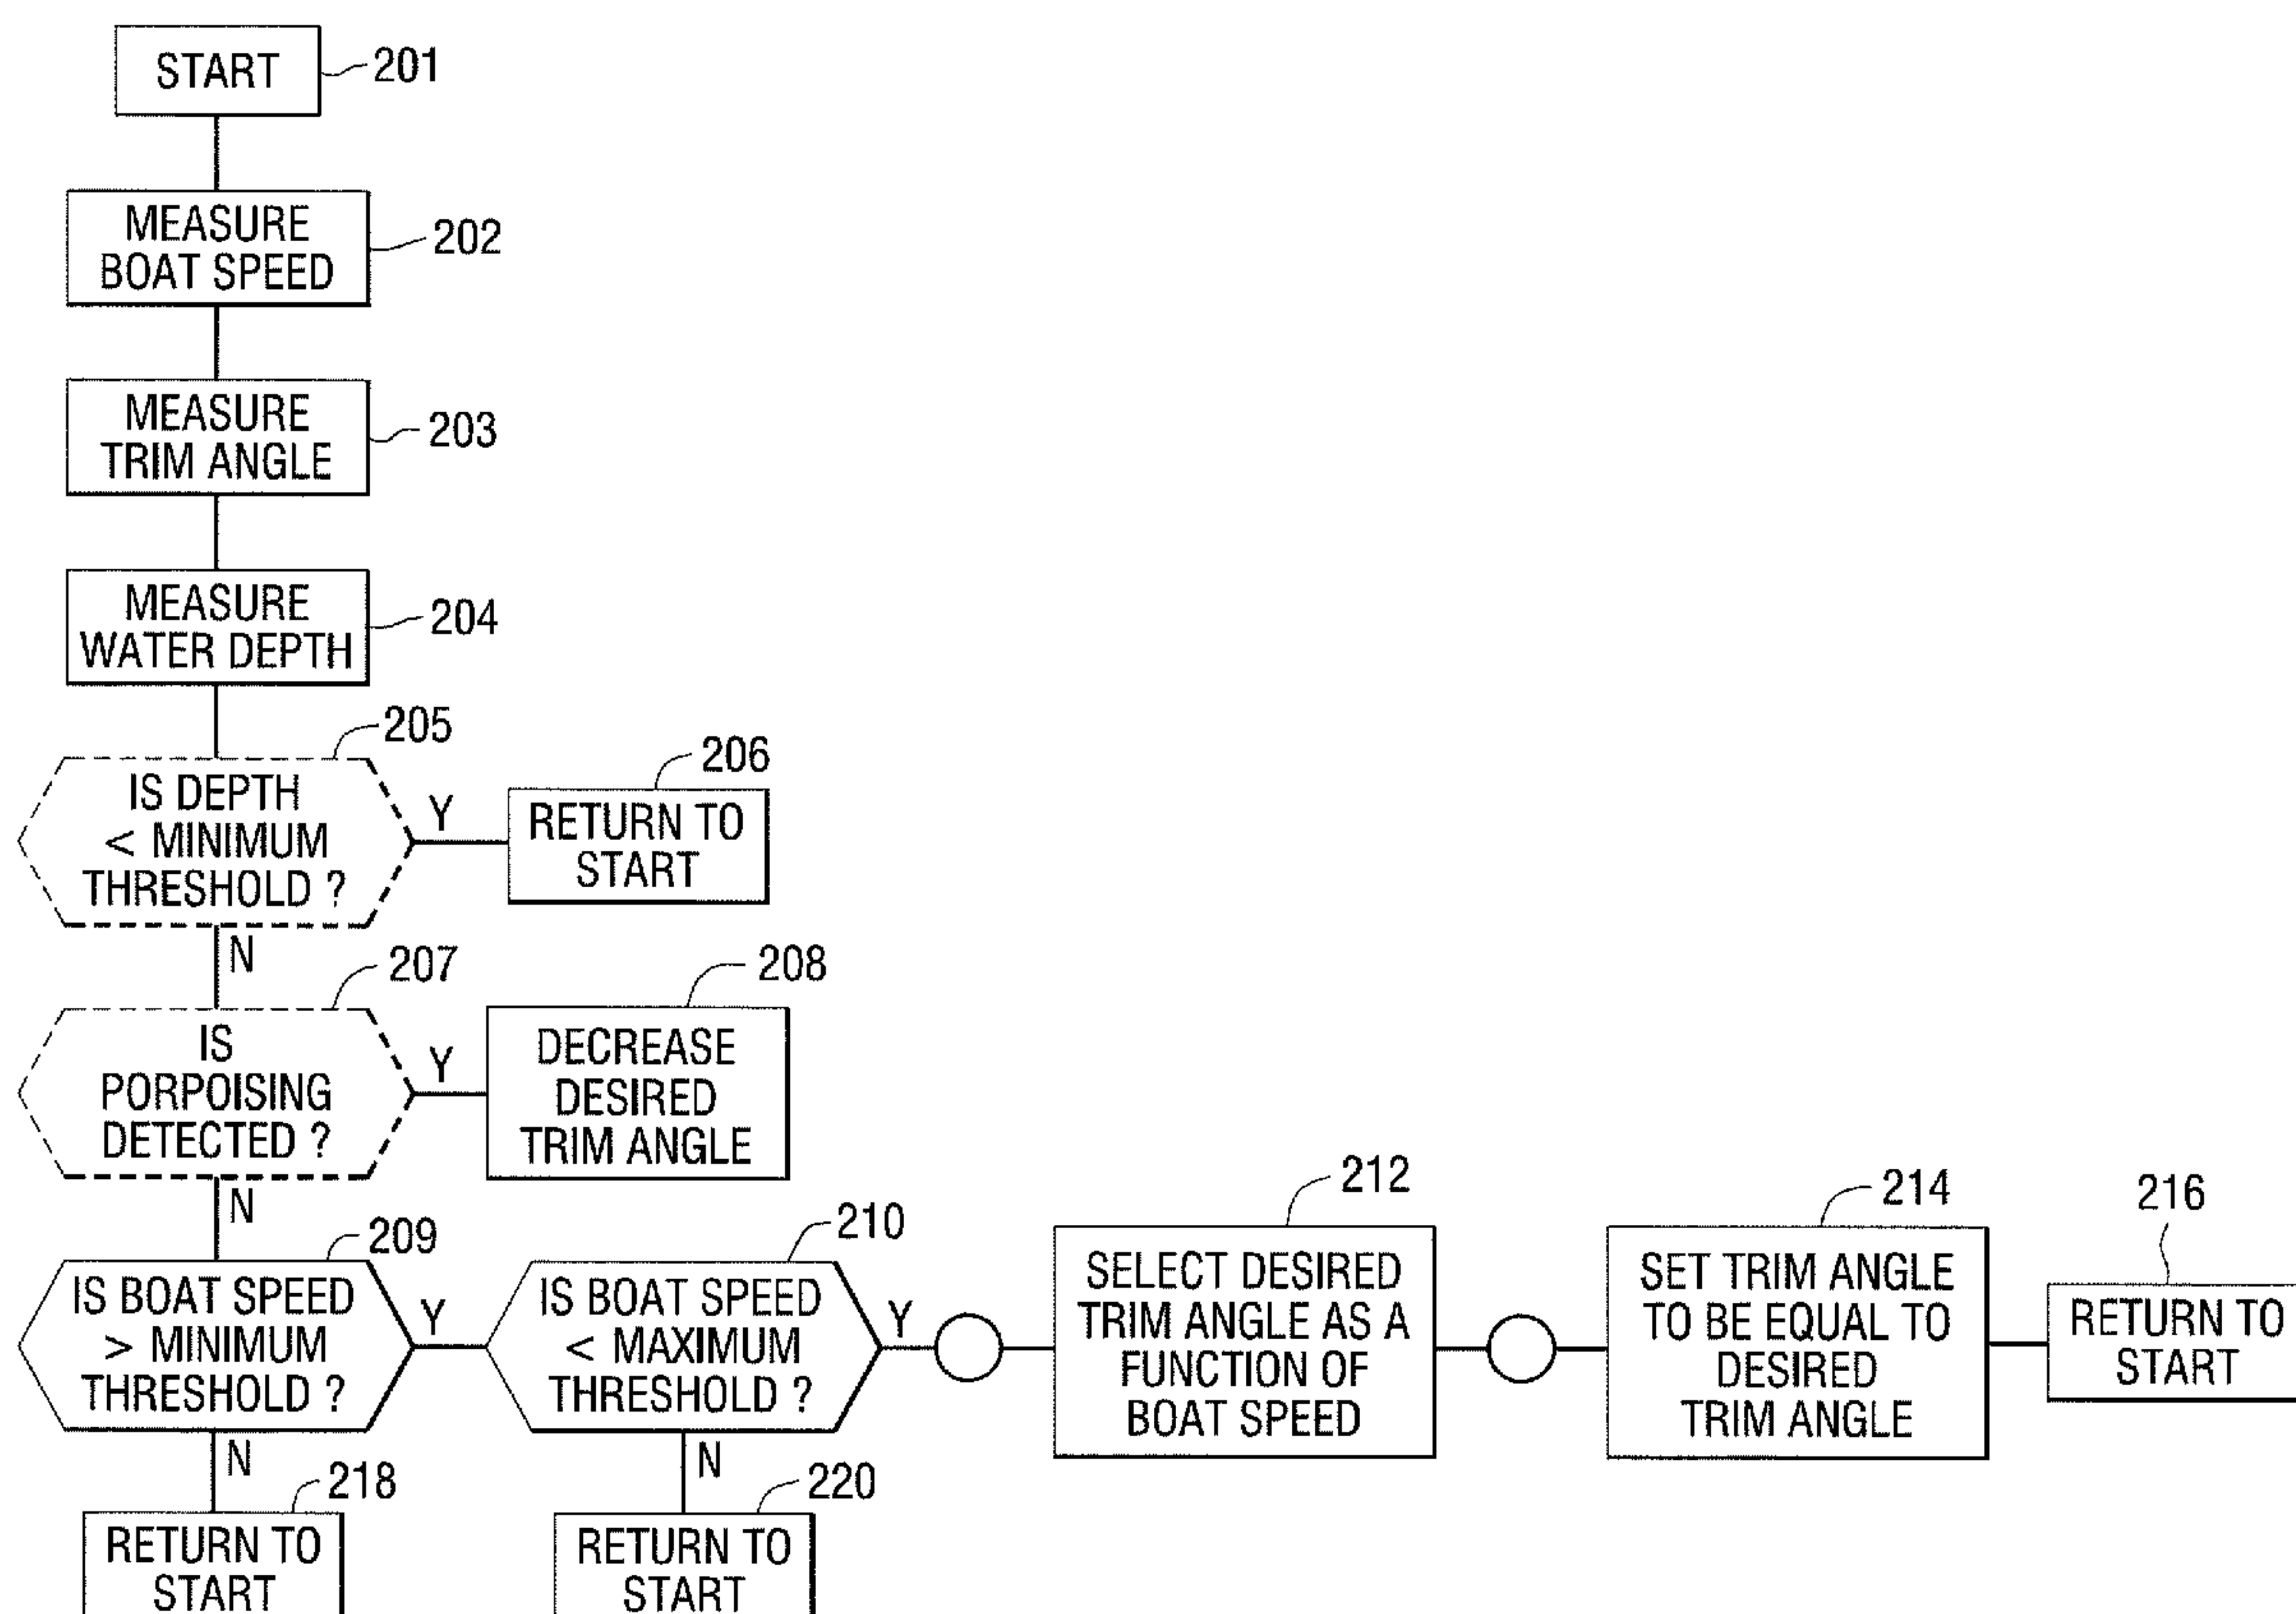 START
201
MEASURE
BOAT SPEED
202
MEASURE
TRIM ANGLE
203
MEASURE
WATER DEPTH
204
205
IS DEPTH
< MINIMUM
THRESHOLD ?
Y
206
RETURN TO
START
N
207
IS
PORPOISING
DETECTED ?
Y
208
DECREASE
DESIRED
TRIM ANGLE
N
209
IS BOAT SPEED
> MINIMUM
THRESHOLD ?
Y
210
IS BOAT SPEED
< MAXIMUM
THRESHOLD ?
Y
212
SELECT DESIRED
TRIM ANGLE AS A
FUNCTION OF
BOAT SPEED
214
SET TRIM ANGLE
TO BE EQUAL TO
DESIRED
TRIM ANGLE
216
RETURN TO
START
N
218
RETURN TO
START
N
220
RETURN TO
START